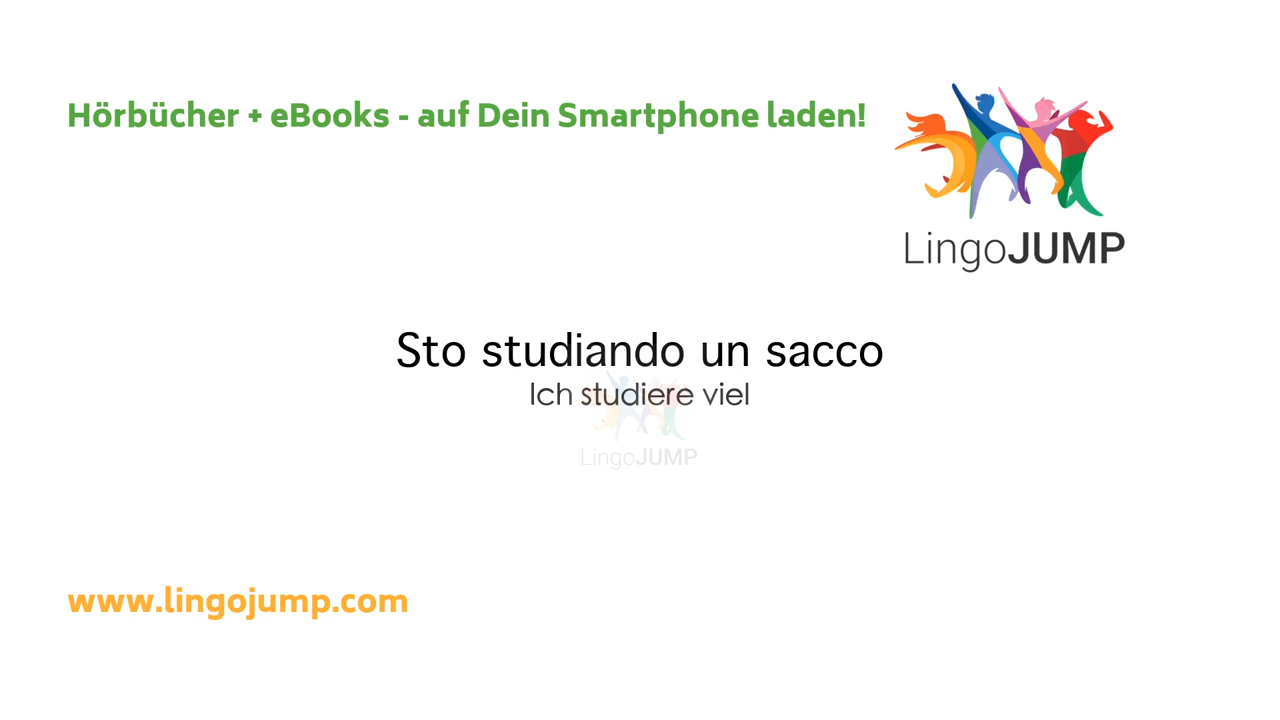 Hörbücher + eBooks - auf Dein Smartphone laden!
LingoJUMP
Sto studiando un sacco
Ich studiere viel
LingoJUMP
www.lingojump.com